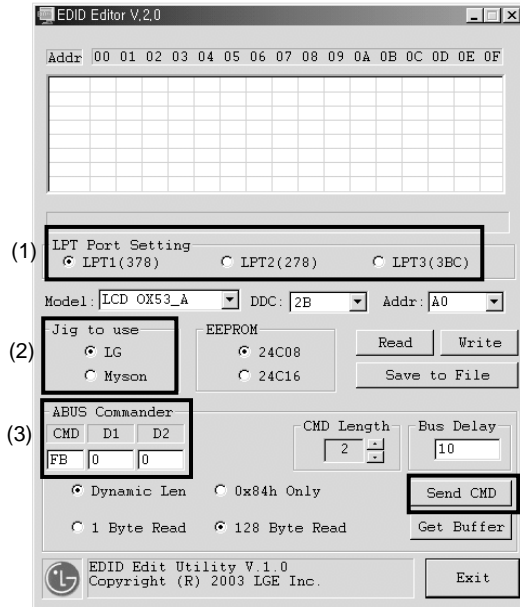 EDID Editor V,2,0
Addr 00 01 02 03 04 05 06 07 08 09 0A 0B 0C 0D 0E 0F
(1)
LPT Port Setting
LPT1(378) LPT2(278) LPT3(3BC)
Model: LCD OX53_A DDC: 2B Addr: A0
(2)
Jig to use EEPROM
LG 24C08 Read Write
Myson 24C16 Save to File
(3)
ABUS Commander CMD Length Bus Delay
CMD D1 D2 2 10
FB 0 0
Dynamic Len 0x84h Only Send CMD
1 Byte Read 128 Byte Read Get Buffer
EDID Edit Utility V.1.0
Copyright (R) 2003 LGE Inc. Exit